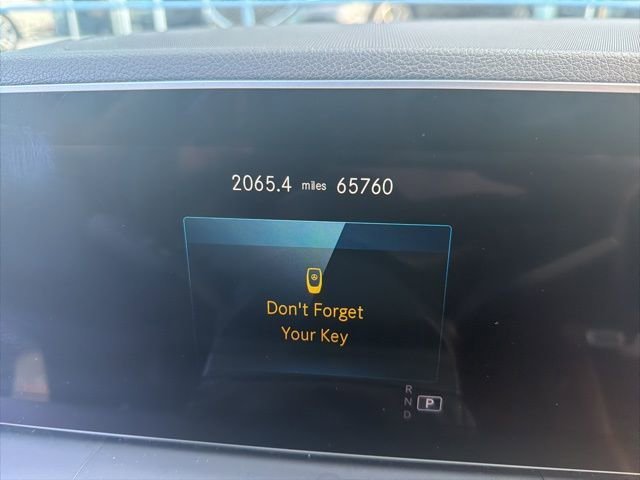 2065.4 miles 65760
Don't Forget
Your Key
R
N P
D